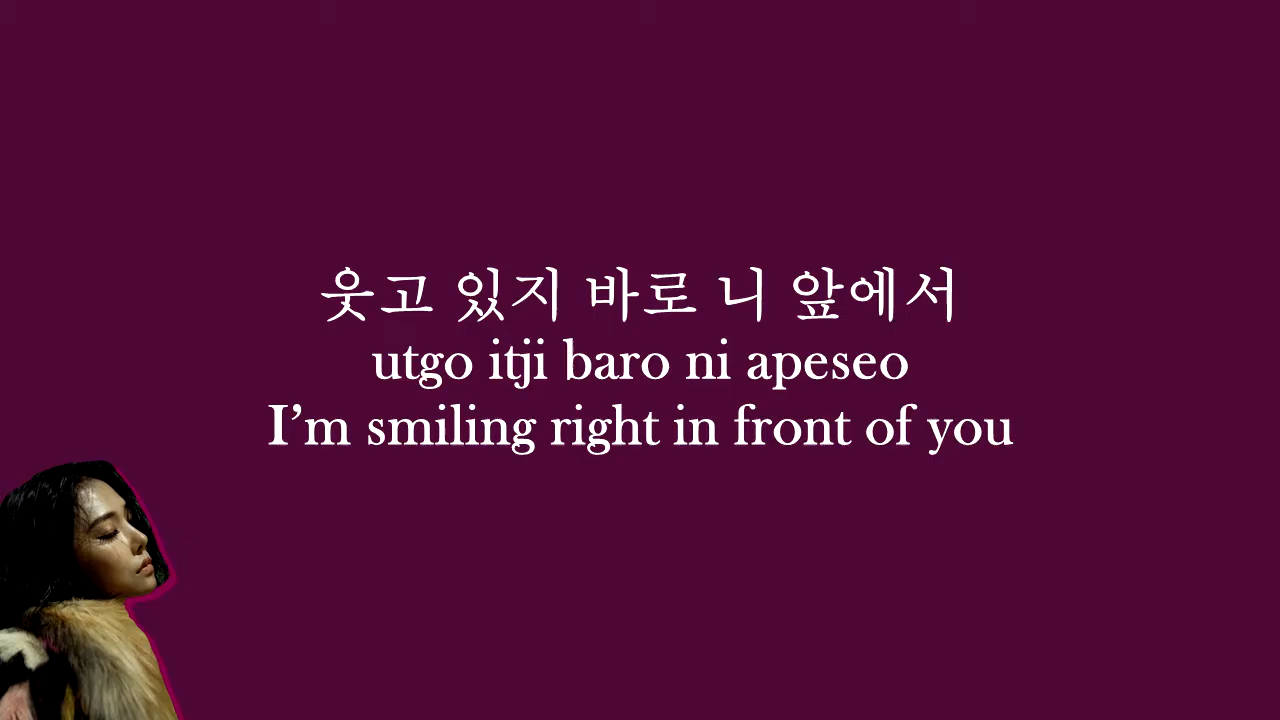 웃고 있지 바로 니 앞에서
utgo itji baro ni apeseo
I’m smiling right in front of you